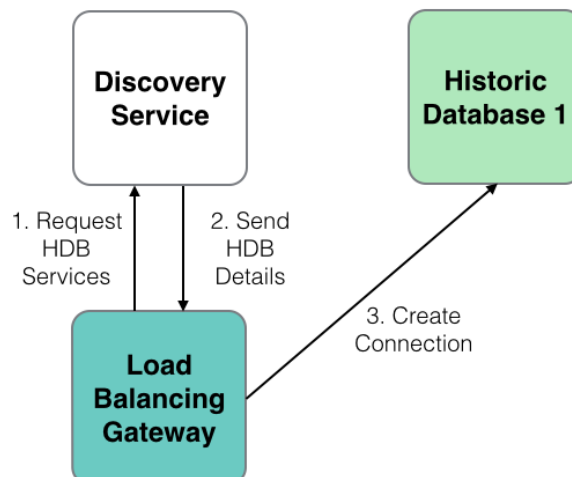 Discovery
Service
Historic
Database 1
1. Request
HDB
Services
2. Send
HDB
Details
3. Create
Connection
Load
Balancing
Gateway